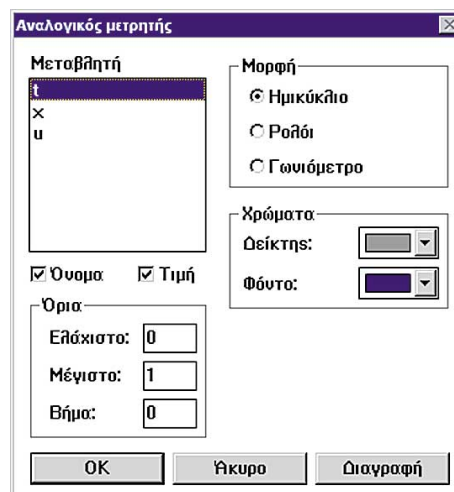 Αναλογικός μετρητής
Μεταβλητή
t
x
u
Όνομα
Τιμή
Όρια
Ελάχιστο: 0
Μέγιστο: 1
Βήμα: 0
Μορφή
Ημικύκλιο
Ρολόι
Γωνιόμετρο
Χρώματα
Δείκτης:
Φόντο:
OK
Άκυρο
Διαγραφή